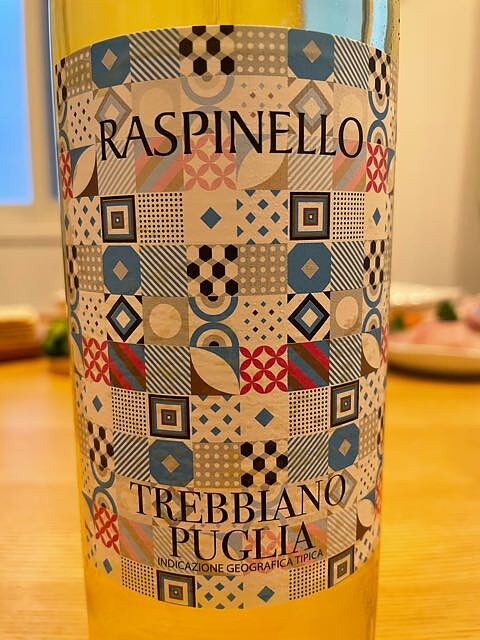 RASPINELLO
TREBBIANO
PUGLIA
INDICAZIONE GEOGRAFICA TIPICA